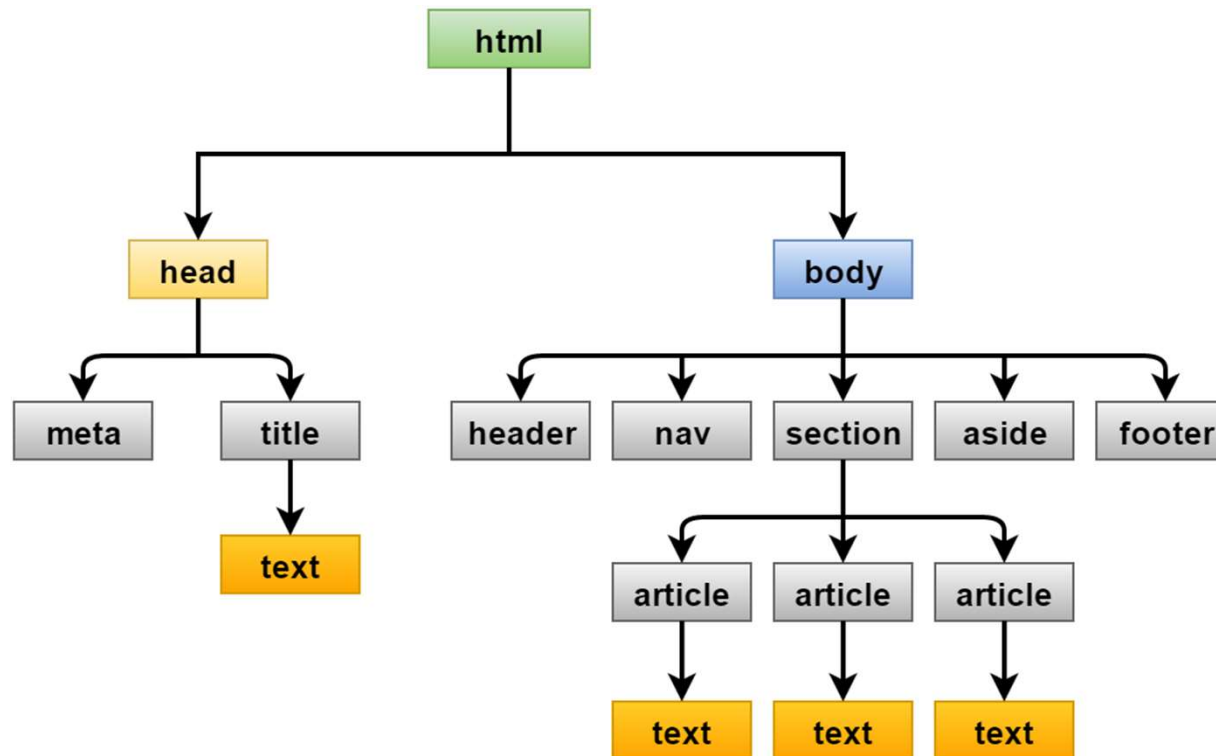 html
head
body
meta
title
header
nav
section
aside
footer
text
article
article
article
text
text
text